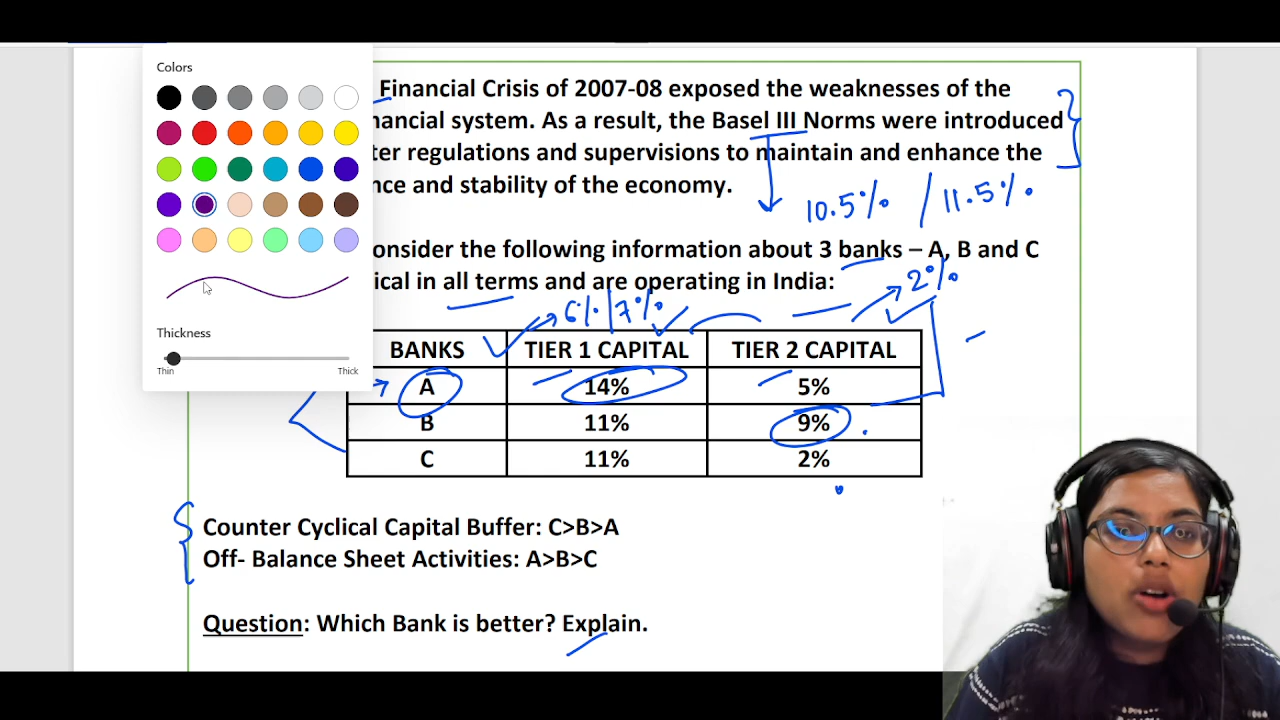 Colors
Thickness
Thin Thick
Financial Crisis of 2007-08 exposed the weaknesses of the
nancial system. As a result, the Basel III Norms were introduced
ter regulations and supervisions to maintain and enhance the
nce and stability of the economy.
10.5% / 11.5%
onsider the following information about 3 banks – A, B and C
ical in all terms and are operating in India:
6% | 7% 2%
BANKS TIER 1 CAPITAL TIER 2 CAPITAL
A 14% 5%
B 11% 9%
C 11% 2%
Counter Cyclical Capital Buffer: C>B>A
Off- Balance Sheet Activities: A>B>C
Question: Which Bank is better? Explain.